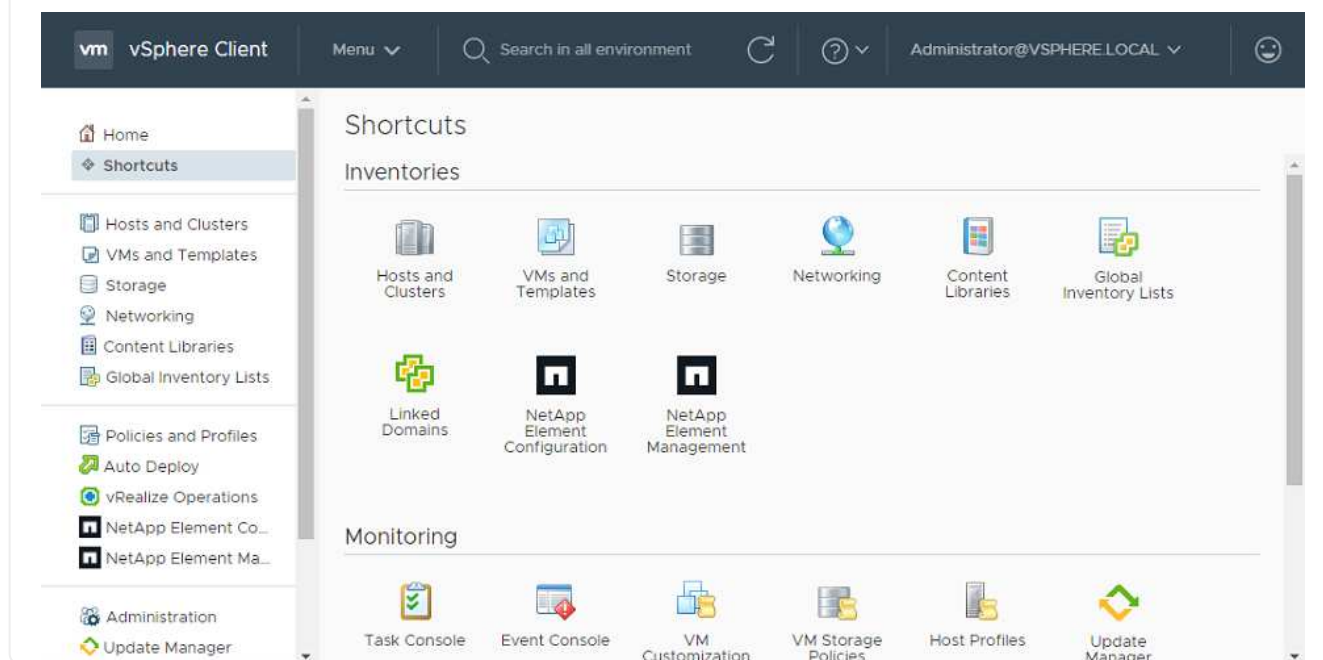 vm vSphere Client Menu Search in all environment Administrator@VSPHERE.LOCAL
Home
Shortcuts
Hosts and Clusters
VMs and Templates
Storage
Networking
Content Libraries
Global Inventory Lists
Policies and Profiles
Auto Deploy
vRealize Operations
NetApp Element Co...
NetApp Element Ma...
Administration
Update Manager
Shortcuts
Inventories
Hosts and
Clusters
VMs and
Templates
Storage
Networking
Content
Libraries
Global
Inventory Lists
Linked
Domains
NetApp
Element
Configuration
NetApp
Element
Management
Monitoring
Task Console
Event Console
VM
Customization
VM Storage
Policies
Host Profiles
Update
Manager